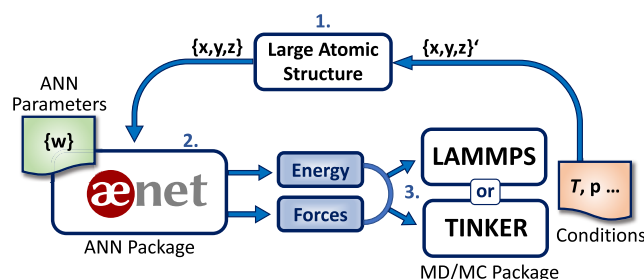 1.
{x,y,z}
Large Atomic
Structure
{x,y,z}‘
ANN
Parameters
{w}
2.
ænet
ANN Package
Energy
Forces
3.
LAMMPS
or
TINKER
MD/MC Package
T, p ...
Conditions